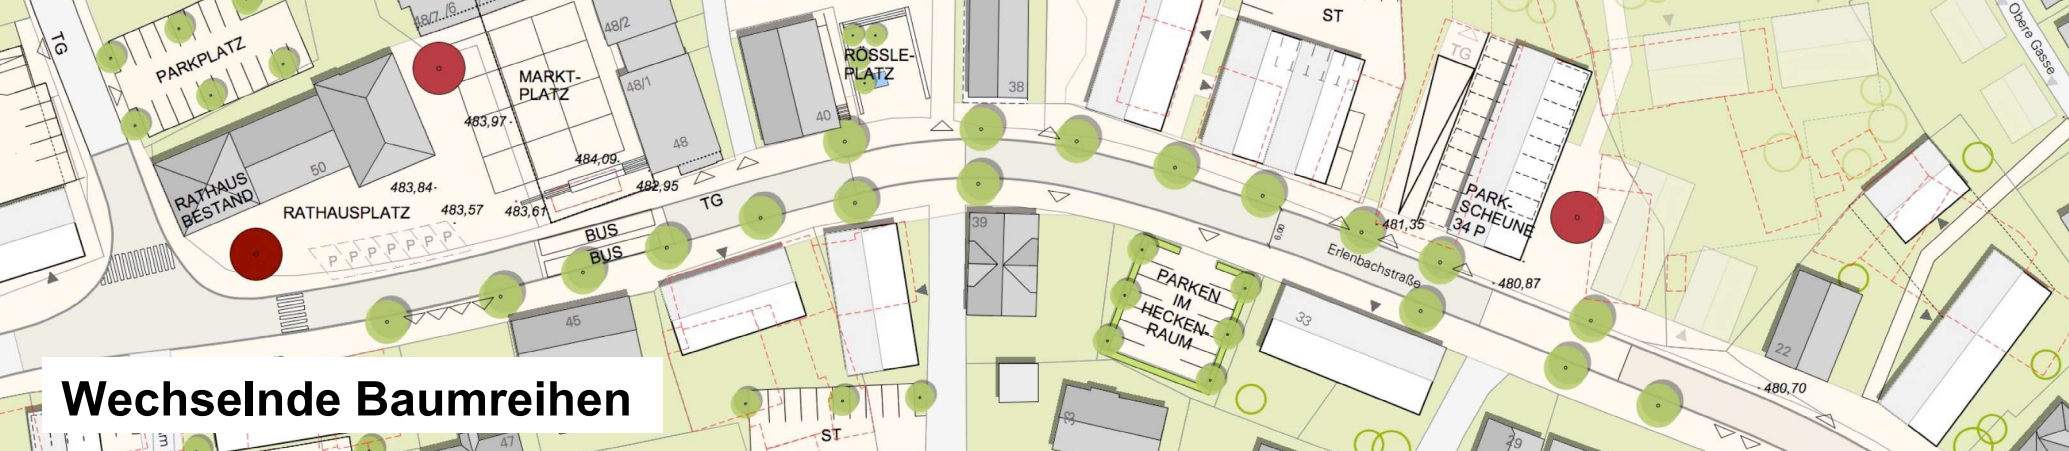 TG
PARKPLATZ
48/7
/6
48/2
MARKT-
PLATZ
48/1
48
RÖSSLE-
PLATZ
40
38
ST
TG
Obere Gasse
483,97
484,09
482,95
483,84
483,57
483,61
50
RATHAUS
BESTAND
RATHAUSPLATZ
P P P P P P P
BUS
BUS
TG
39
6,00
481,35
PARK-
SCHEUNE
34 P
Erlenbachstraße
480,87
PARKEN
IM
HECKEN-
RAUM
45
33
22
480,70
ST
47
29
Wechselnde Baumreihen